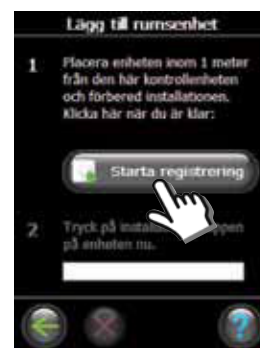 Lägg till rumsenhet
1 Placera enheten inom 1 meter
från den här kontrollenheten
och förbered installationen.
Klicka här när du är klar:
Starta registrering
2 Tryck på
på enheten nu.
?